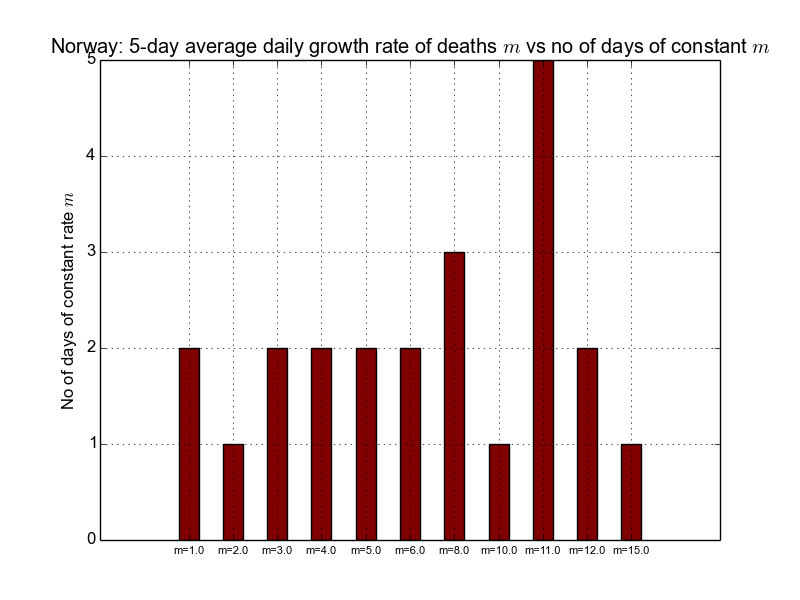 Norway: 5-day average daily growth rate of deaths m vs no of days of constant m
No of days of constant rate m
5
4
3
2
1
0
m=1.0 m=2.0 m=3.0 m=4.0 m=5.0 m=6.0 m=8.0 m=10.0 m=11.0 m=12.0 m=15.0